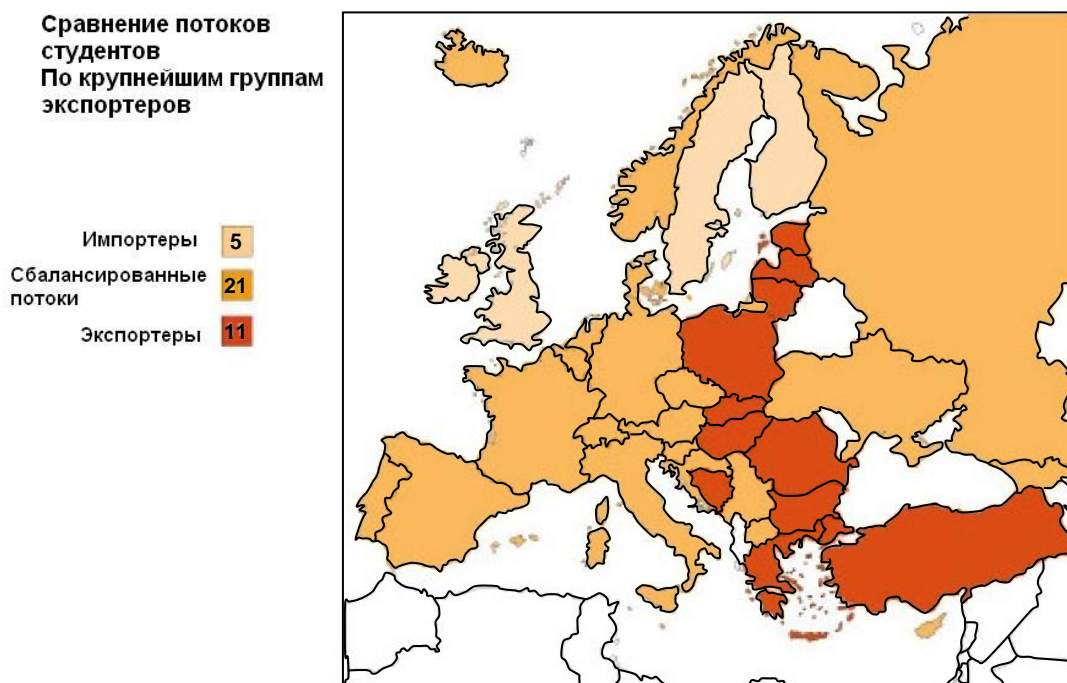 Сравнение потоков
студентов
По крупнейшим группам
экспортеров
Импортеры 5
Сбалансированные
потоки 21
Экспортеры 11